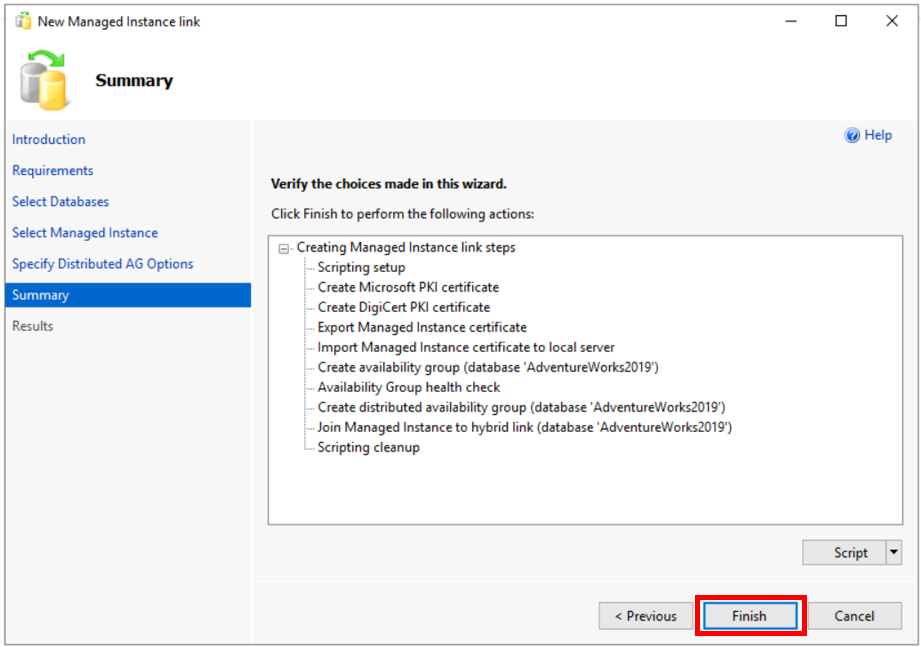 New Managed Instance link
Summary
Introduction
Requirements
Select Databases
Select Managed Instance
Specify Distributed AG Options
Summary
Results
Help
Verify the choices made in this wizard.
Click Finish to perform the following actions:
Creating Managed Instance link steps
Scripting setup
Create Microsoft PKI certificate
Create DigiCert PKI certificate
Export Managed Instance certificate
Import Managed Instance certificate to local server
Create availability group (database 'AdventureWorks2019')
Availability Group health check
Create distributed availability group (database 'AdventureWorks2019')
Join Managed Instance to hybrid link (database 'AdventureWorks2019')
Scripting cleanup
Script
< Previous
Finish
Cancel